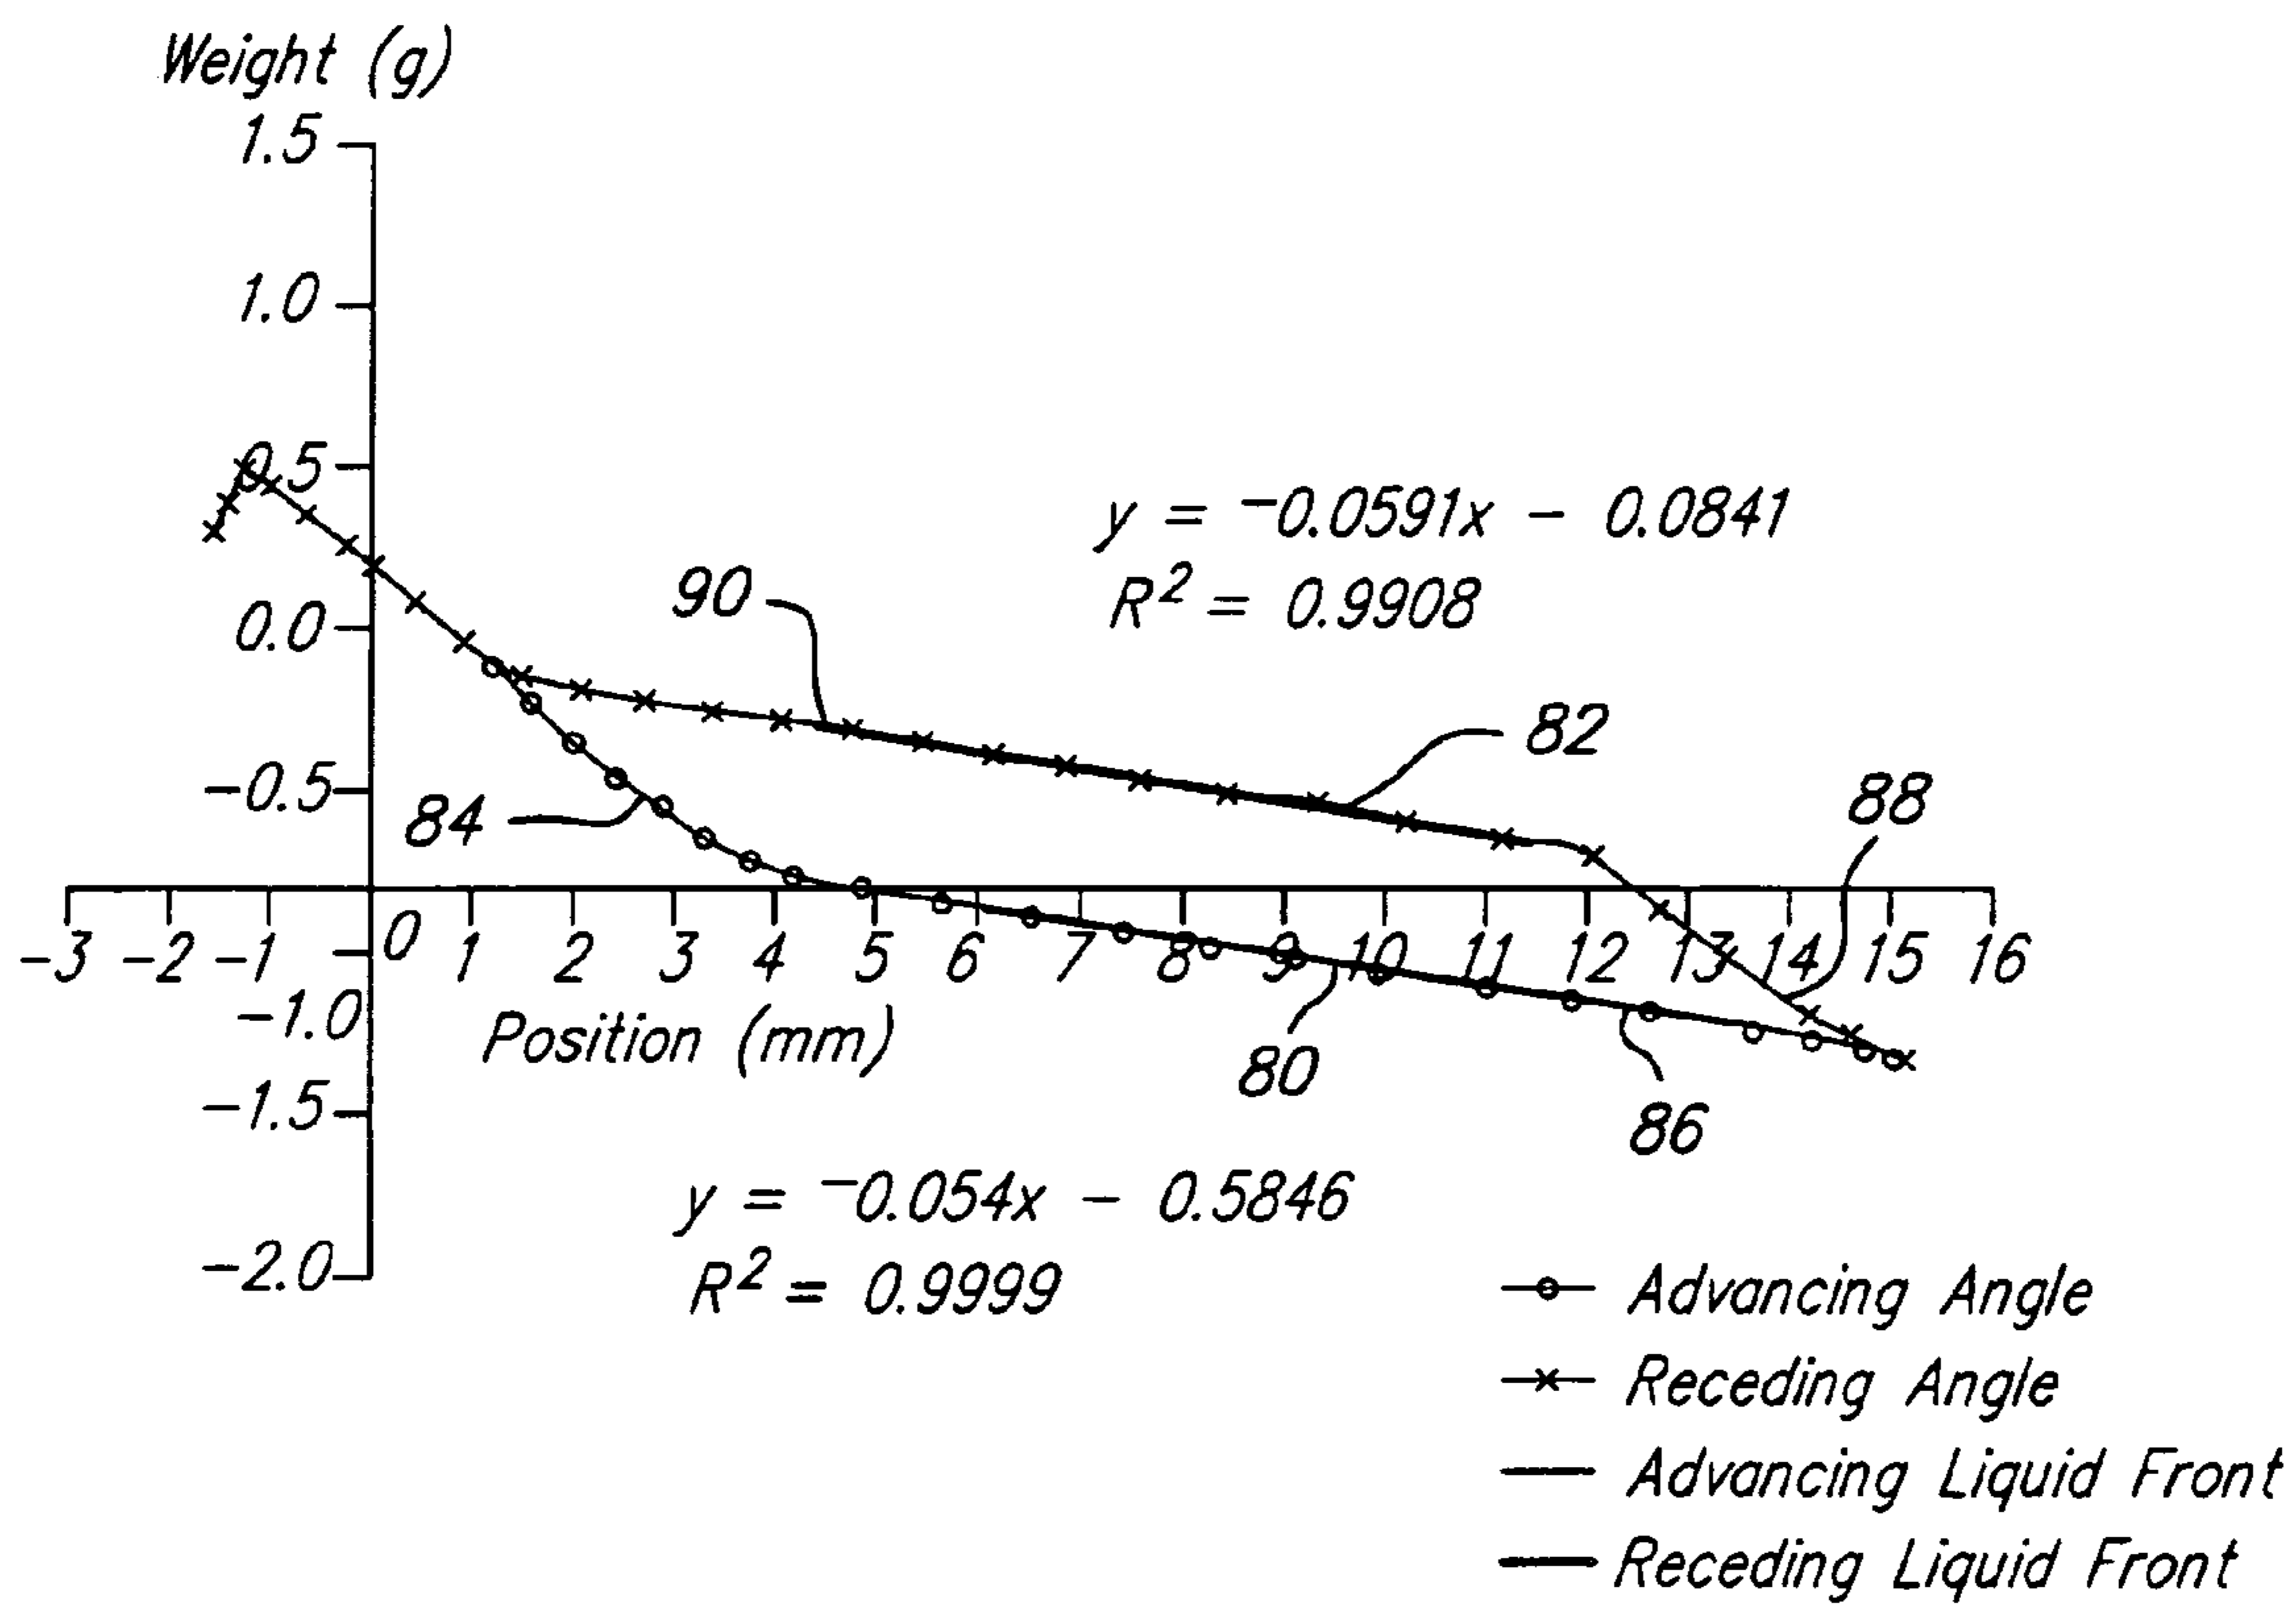 Weight (g)
1.5
1.0
0.5
0.0
-0.5
-1.0
-1.5
-2.0
y = -0.0591x - 0.0841
R² = 0.9908
90
82
84
88
-3 -2 -1 0 1 2 3 4 5 6 7 8 9 10 11 12 13 14 15 16
Position (mm)
80
86
y = -0.054x - 0.5846
R² = 0.9999
Advancing Angle
Receding Angle
Advancing Liquid Front
Receding Liquid Front